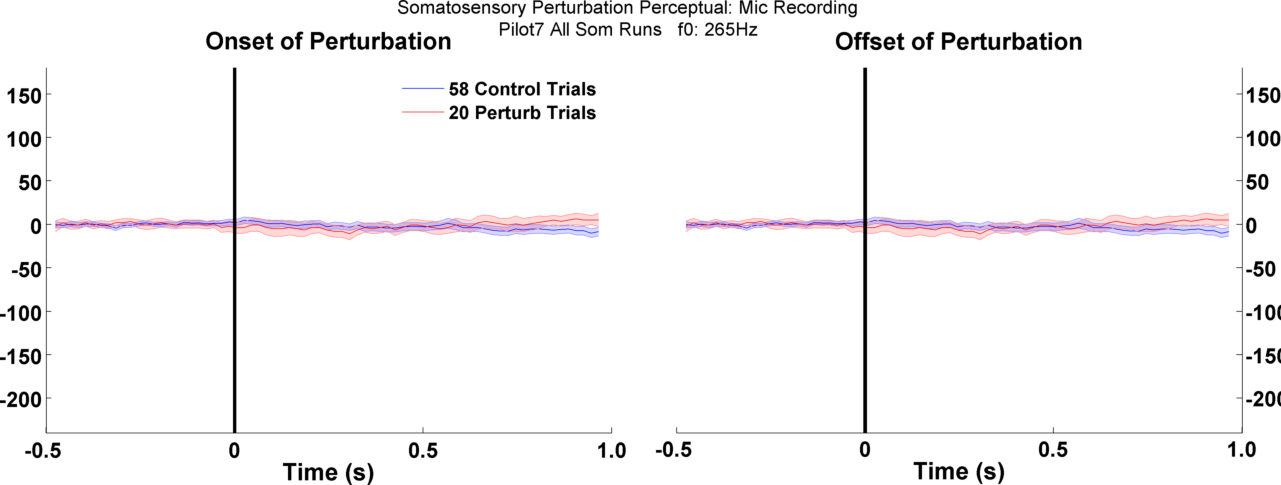 Somatosensory Perturbation Perceptual: Mic Recording
Pilot7 All Som Runs f0: 265Hz
Onset of Perturbation
58 Control Trials
20 Perturb Trials
150
100
50
0
-50
-100
-150
-200
-0.5 0 0.5 1.0
Time (s)
Offset of Perturbation
150
100
50
0
-50
-100
-150
-200
-0.5 0 0.5 1.0
Time (s)